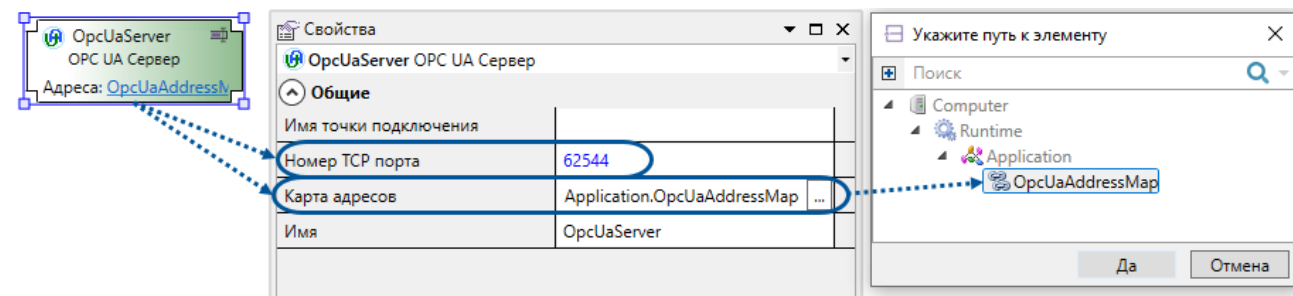 OpcUaServer
OPC UA Сервер
Адреса: OpcUaAddressM
Свойства
OpcUaServer OPC UA Сервер
Общие
Имя точки подключения
Номер TCP порта 62544
Карта адресов Application.OpcUaAddressMap ...
Имя OpcUaServer
Укажите путь к элементу
Поиск
Computer
Runtime
Application
OpcUaAddressMap
Да Отмена